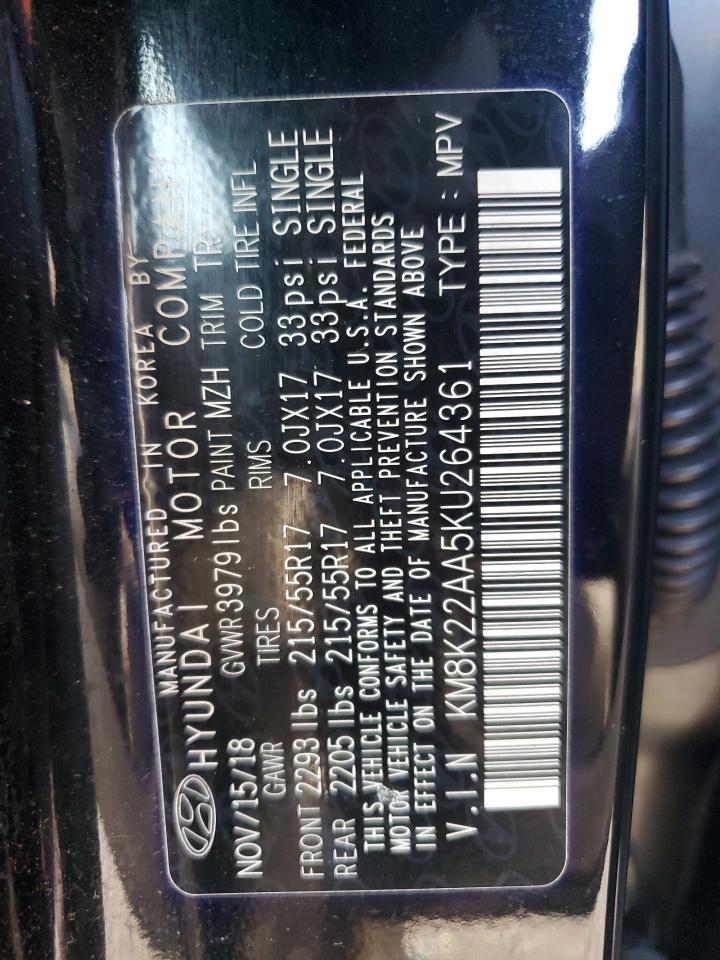 MANUFACTURED IN KOREA BY
HYUNDAI MOTOR COMPANY
NOV/15/18 GVWR 3979 lbs PAINT MZH TRIM TRY
GAWR TIRES RIMS COLD TIRE INFL
FRONT 2293 lbs 215/55R17 7.0JX17 33psi SINGLE
REAR 2205 lbs 215/55R17 7.0JX17 33psi SINGLE
THIS VEHICLE CONFORMS TO ALL APPLICABLE U.S.A. FEDERAL
MOTOR VEHICLE SAFETY AND THEFT PREVENTION STANDARDS
IN EFFECT ON THE DATE OF MANUFACTURE SHOWN ABOVE
V.I.N KM8K22AA5KU264361 TYPE : MPV